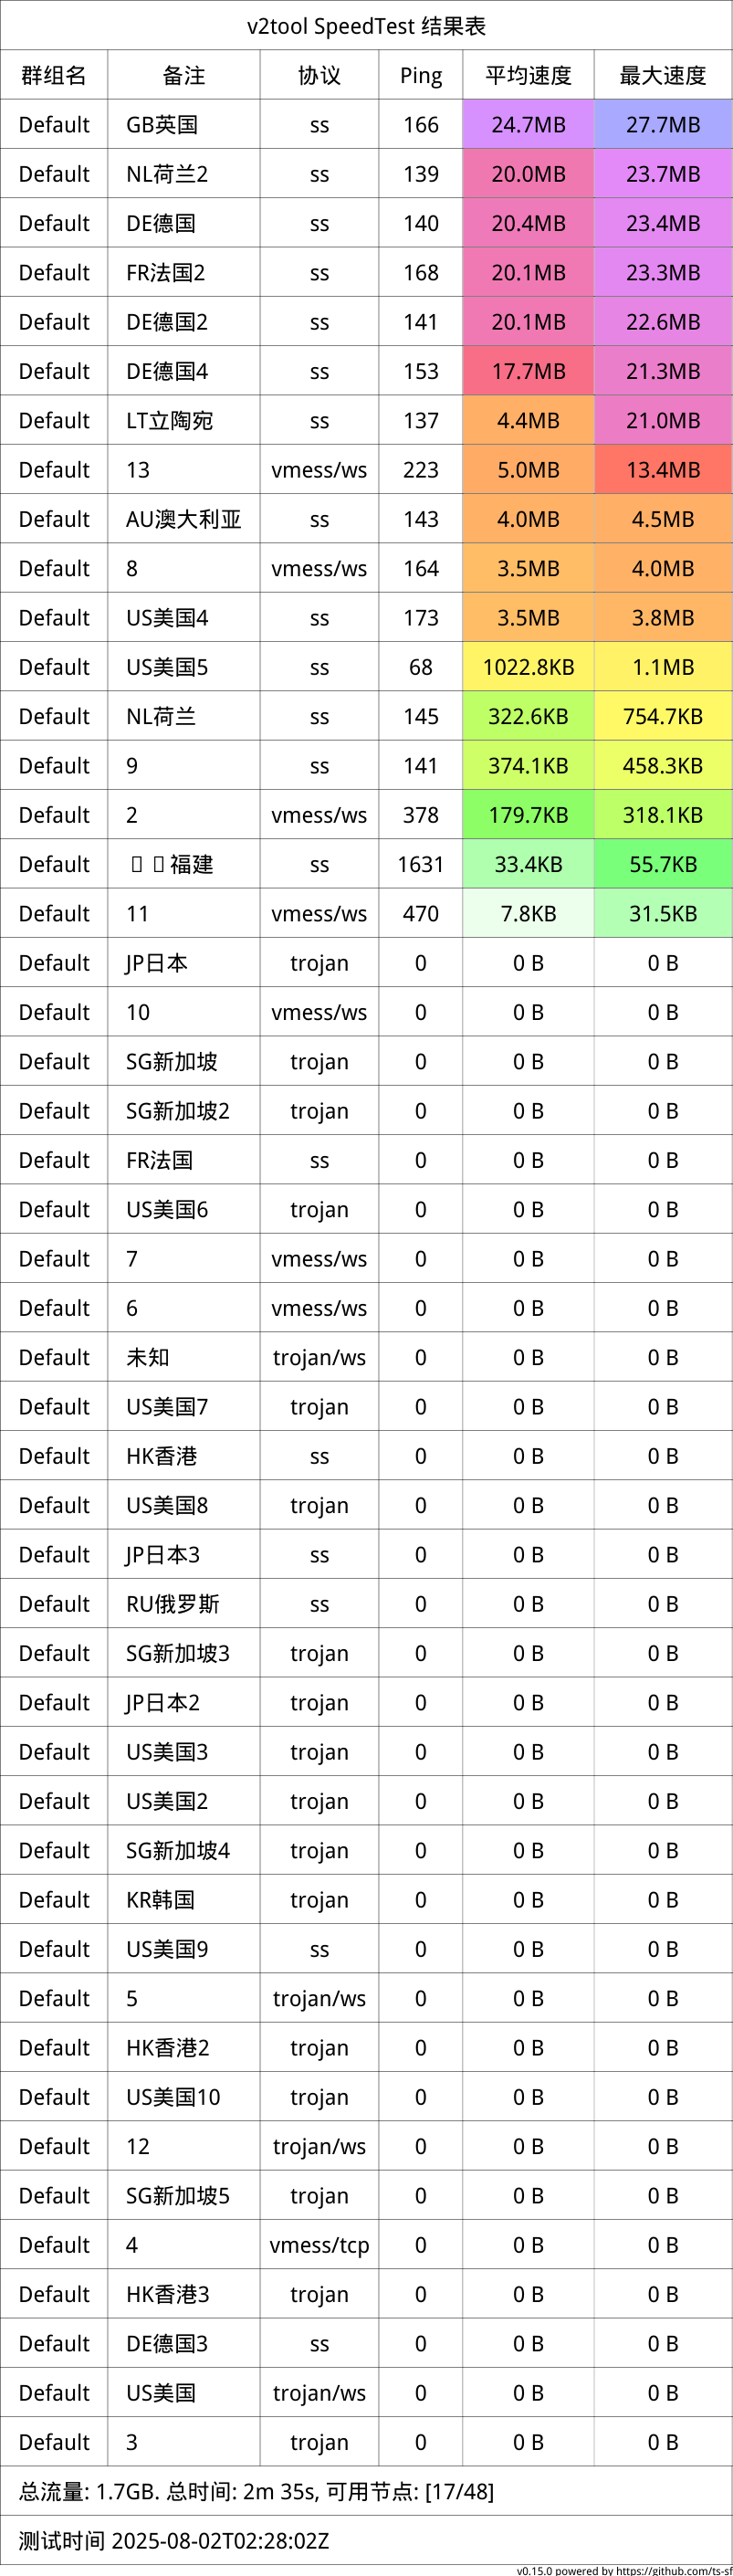 v2tool SpeedTest 结果表
群组名 备注 协议 Ping 平均速度 最大速度
Default GB英国 ss 166 24.7MB 27.7MB
Default NL荷兰2 ss 139 20.0MB 23.7MB
Default DE德国 ss 140 20.4MB 23.4MB
Default FR法国2 ss 168 20.1MB 23.3MB
Default DE德国2 ss 141 20.1MB 22.6MB
Default DE德国4 ss 153 17.7MB 21.3MB
Default LT立陶宛 ss 137 4.4MB 21.0MB
Default 13 vmess/ws 223 5.0MB 13.4MB
Default AU澳大利亚 ss 143 4.0MB 4.5MB
Default 8 vmess/ws 164 3.5MB 4.0MB
Default US美国4 ss 173 3.5MB 3.8MB
Default US美国5 ss 68 1022.8KB 1.1MB
Default NL荷兰 ss 145 322.6KB 754.7KB
Default 9 ss 141 374.1KB 458.3KB
Default 2 vmess/ws 378 179.7KB 318.1KB
Default 福建 ss 1631 33.4KB 55.7KB
Default 11 vmess/ws 470 7.8KB 31.5KB
Default JP日本 trojan 0 0 B 0 B
Default 10 vmess/ws 0 0 B 0 B
Default SG新加坡 trojan 0 0 B 0 B
Default SG新加坡2 trojan 0 0 B 0 B
Default FR法国 ss 0 0 B 0 B
Default US美国6 trojan 0 0 B 0 B
Default 7 vmess/ws 0 0 B 0 B
Default 6 vmess/ws 0 0 B 0 B
Default 未知 trojan/ws 0 0 B 0 B
Default US美国7 trojan 0 0 B 0 B
Default HK香港 ss 0 0 B 0 B
Default US美国8 trojan 0 0 B 0 B
Default JP日本3 ss 0 0 B 0 B
Default RU俄罗斯 ss 0 0 B 0 B
Default SG新加坡3 trojan 0 0 B 0 B
Default JP日本2 trojan 0 0 B 0 B
Default US美国3 trojan 0 0 B 0 B
Default US美国2 trojan 0 0 B 0 B
Default SG新加坡4 trojan 0 0 B 0 B
Default KR韩国 trojan 0 0 B 0 B
Default US美国9 ss 0 0 B 0 B
Default 5 trojan/ws 0 0 B 0 B
Default HK香港2 trojan 0 0 B 0 B
Default US美国10 trojan 0 0 B 0 B
Default 12 trojan/ws 0 0 B 0 B
Default SG新加坡5 trojan 0 0 B 0 B
Default 4 vmess/tcp 0 0 B 0 B
Default HK香港3 trojan 0 0 B 0 B
Default DE德国3 ss 0 0 B 0 B
Default US美国 trojan/ws 0 0 B 0 B
Default 3 trojan 0 0 B 0 B
总流量: 1.7GB. 总时间: 2m 35s, 可用节点: [17/48]
测试时间 2025-08-02T02:28:02Z
v0.15.0 powered by https://github.com/ts-sf